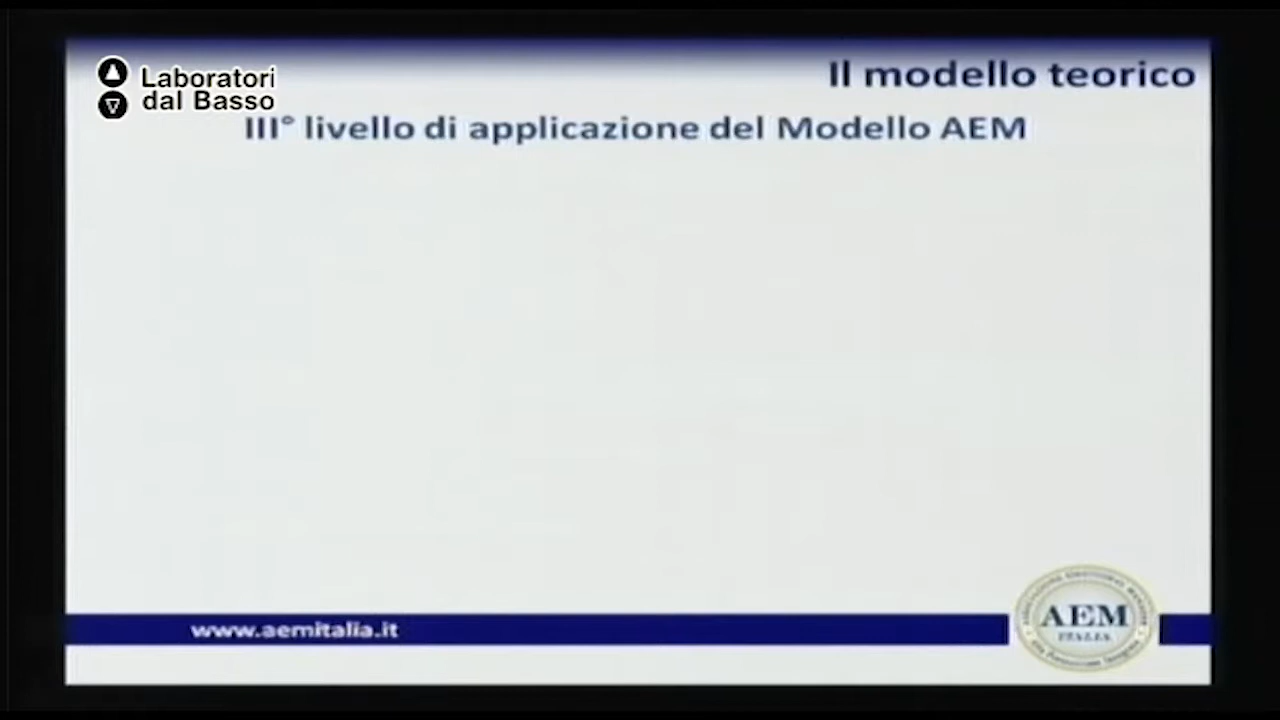 Laboratori
dal Basso
Il modello teorico
III° livello di applicazione del Modello AEM
www.aemitalia.it
AEM
ITALIA